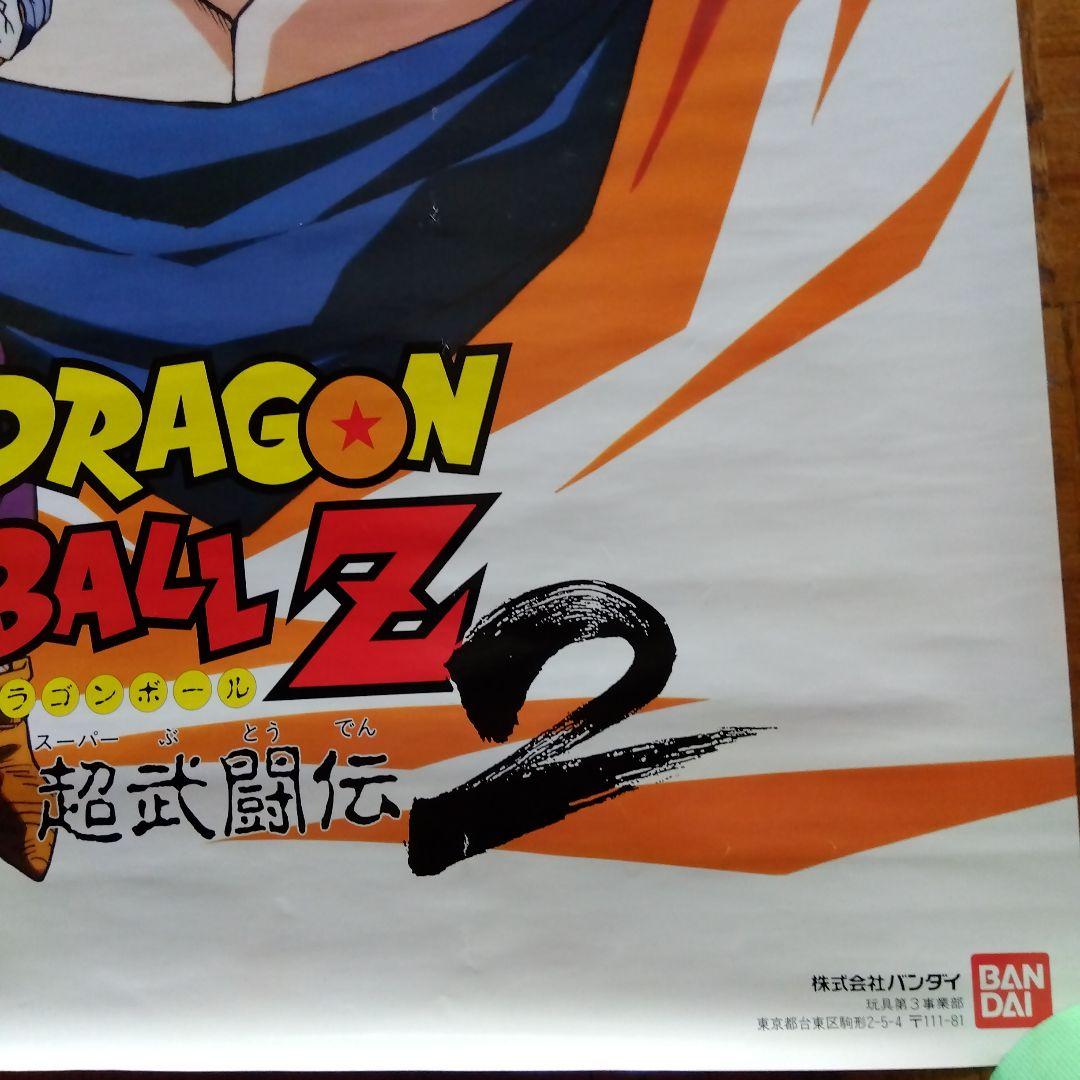 DRAGON
BALL Z 2
ラゴンボール
スーパー ぶ とう でん
超武闘伝
株式会社バンダイ
玩具第3事業部
東京都台東区駒形2-5-4 〒111-81
BAN
DAI